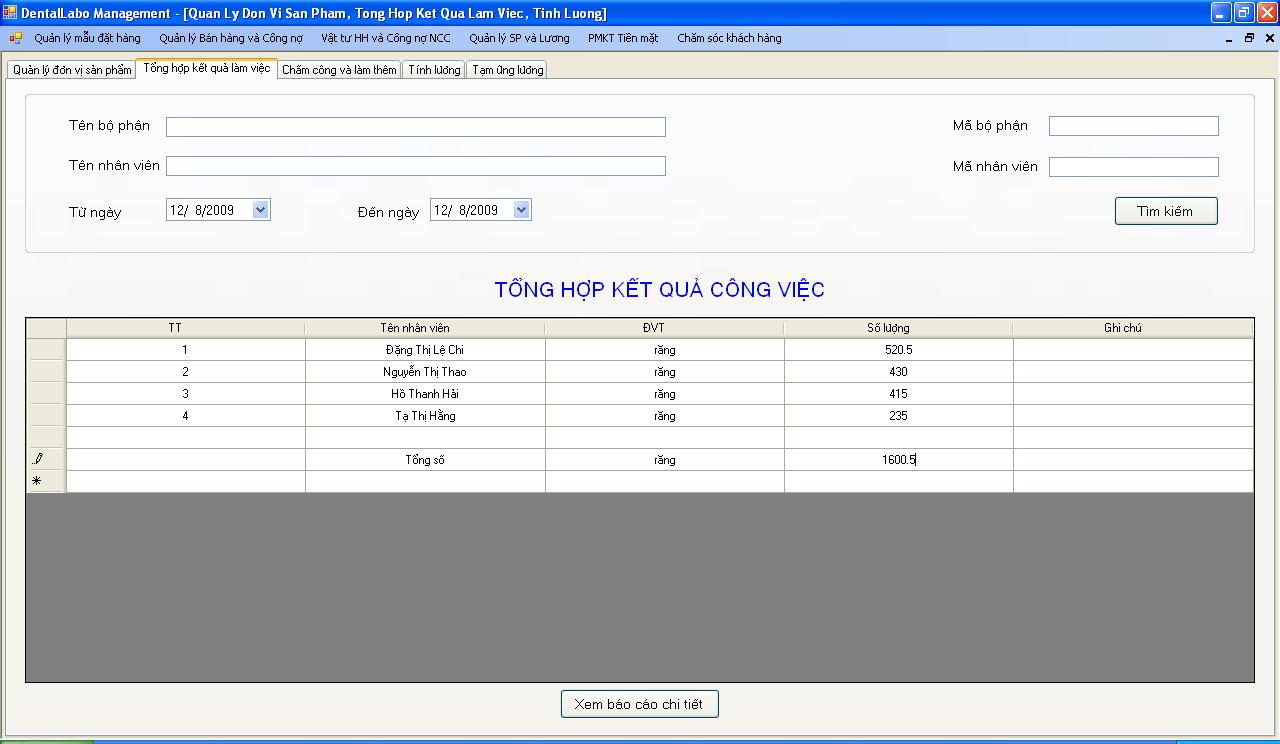 DentalLabo Management - [Quan Ly Don Vi San Pham, Tong Hop Ket Qua Lam Viec, Tinh Luong]
Quản lý mẫu đặt hàng Quản lý Bán hàng và Công nợ Vật tư HH và Công nợ NCC Quản lý SP và Lương PMKT Tiền mặt Chăm sóc khách hàng
Quản lý đơn vị sản phẩm Tổng hợp kết quả làm việc Chấm công và làm thêm Tính lương Tạm ứng lương
Tên bộ phận Mã bộ phận
Tên nhân viên Mã nhân viên
Từ ngày 12/ 8/2009 Đến ngày 12/ 8/2009 Tìm kiếm
TỔNG HỢP KẾT QUẢ CÔNG VIỆC
TT Tên nhân viên ĐVT Số lượng Ghi chú
1 Đặng Thị Lệ Chi răng 520.5
2 Nguyễn Thị Thao răng 430
3 Hồ Thanh Hải răng 415
4 Tạ Thị Hằng răng 235
Tổng số răng 1600.5
Xem báo cáo chi tiết